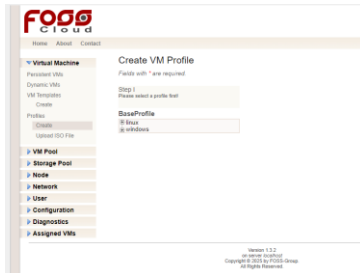 FOSS
Cloud
Home About Contact
Virtual Machine
Persistent VMs
Dynamic VMs
VM Templates
Create
Profiles
Create
Upload ISO File
VM Pool
Storage Pool
Node
Network
User
Configuration
Diagnostics
Assigned VMs
Create VM Profile
Fields with * are required
Step I
Please select a profile first!
BaseProfile
linux
windows
Version 1.3.2
on server localhost
Copyright © 2025 by FOSS-Group.
All Rights Reserved.